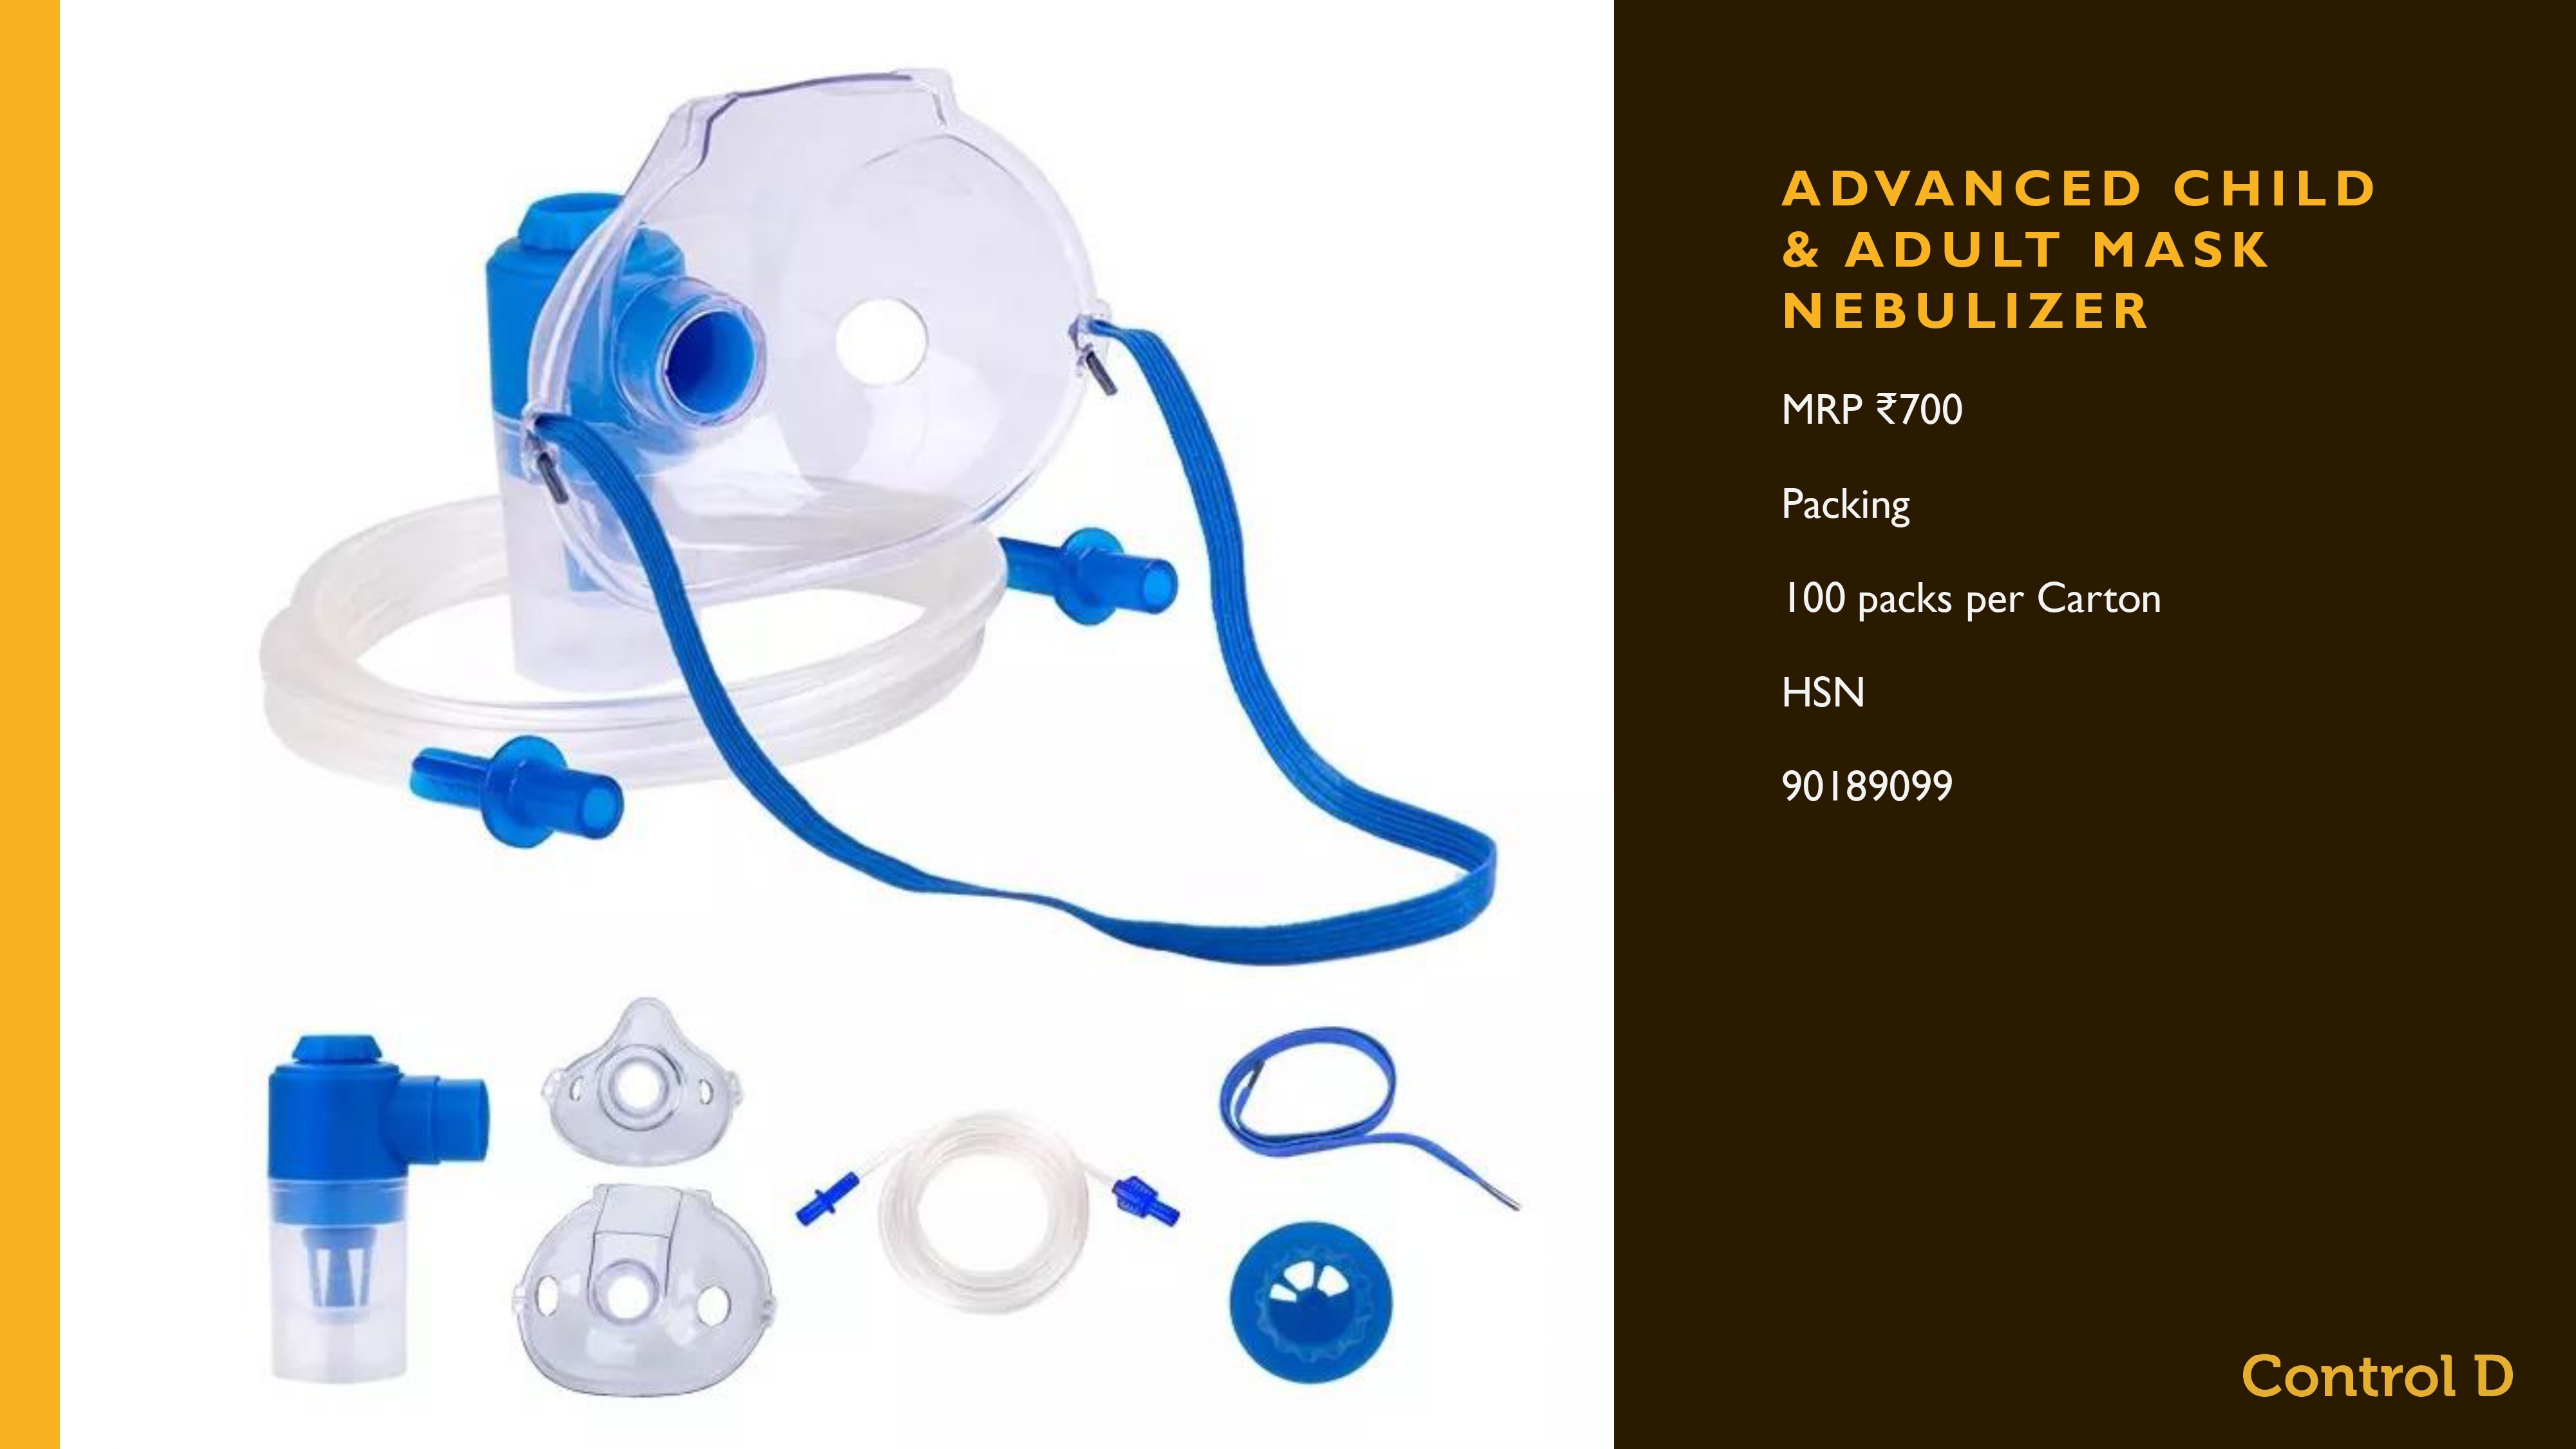 ADVANCED CHILD
& ADULT MASK
NEBULIZER
MRP ₹700
Packing
100 packs per Carton
HSN
90189099
Control D